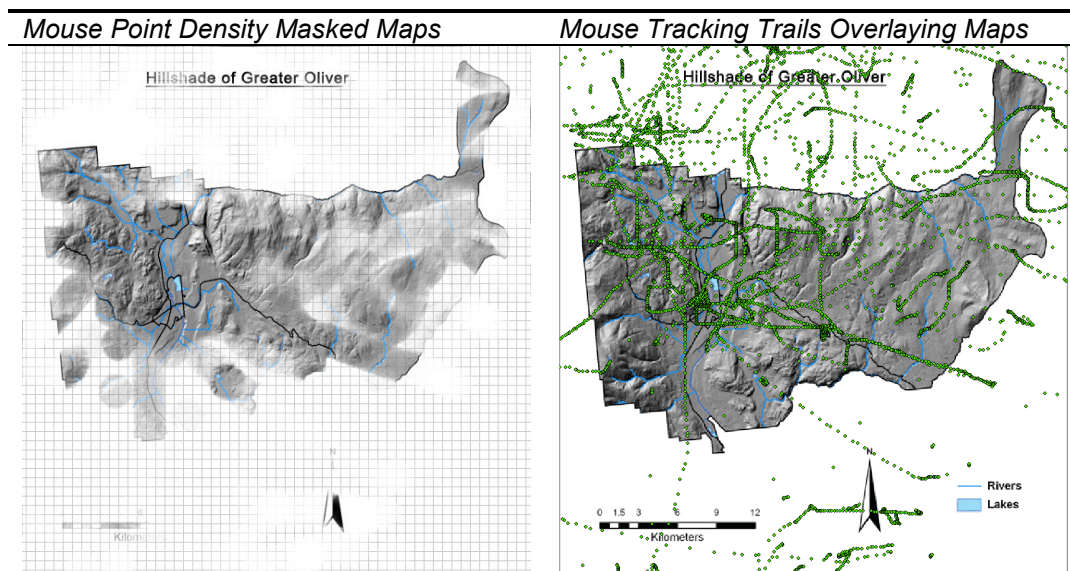 Mouse Point Density Masked Maps
Mouse Tracking Trails Overlaying Maps
Hillshade of Greater Oliver
N
6
Kilometers
Hillshade of Greater Oliver
N
Rivers
Lakes
0 1.5 3 6 9 12
Kilometers